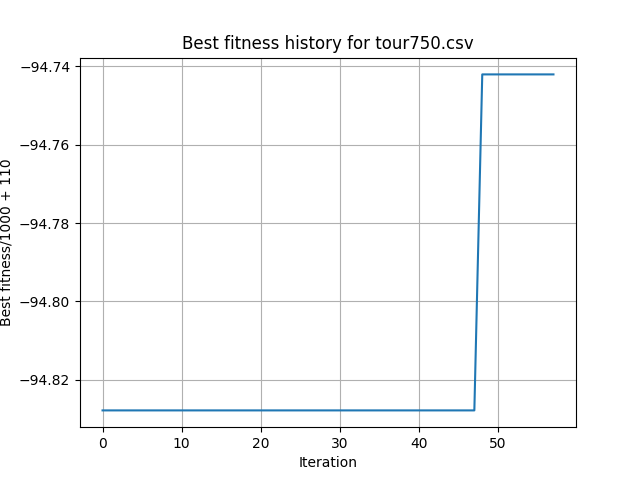 Best fitness history for tour750.csv
Best fitness/1000 + 110
−94.74
−94.76
−94.78
−94.80
−94.82
0 10 20 30 40 50
Iteration